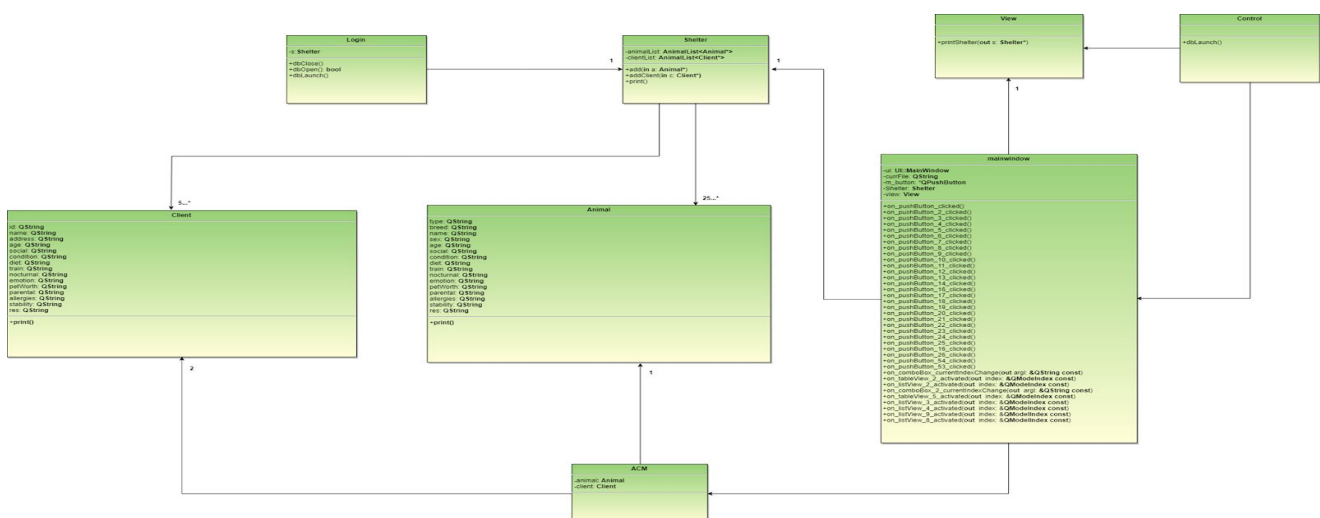 Login
-s: Shelter
+dbClose()
+dbOpen(): bool
+dbLaunch()
1
Shelter
-animalList: AnimalList<Animal*>
-clientList: AnimalList<Client*>
+add(in a: Animal*)
+addClient(in c: Client*)
+print()
1
View
+printShelter(out s: Shelter*)
1
Control
+dbLaunch()
5...*
Client
id: QString
name: QString
address: QString
age: QString
social: QString
condition: QString
diet: QString
train: QString
nocturnal: QString
emotion: QString
petWorth: QString
parental: QString
allergies: QString
stability: QString
res: QString
+print()
2
25...*
Animal
type: QString
breed: QString
name: QString
sex: QString
age: QString
social: QString
condition: QString
diet: QString
train: QString
nocturnal: QString
emotion: QString
petWorth: QString
parental: QString
allergies: QString
stability: QString
res: QString
+print()
1
mainwindow
-ui: UI::MainWindow
-currFile: QString
-m_button: *QPushButton
-Shelter: Shelter
-view: View
+on_pushButton_clicked()
+on_pushButton_2_clicked()
+on_pushButton_3_clicked()
+on_pushButton_4_clicked()
+on_pushButton_5_clicked()
+on_pushButton_6_clicked()
+on_pushButton_7_clicked()
+on_pushButton_8_clicked()
+on_pushButton_9_clicked()
+on_pushButton_10_clicked()
+on_pushButton_11_clicked()
+on_pushButton_12_clicked()
+on_pushButton_13_clicked()
+on_pushButton_14_clicked()
+on_pushButton_16_clicked()
+on_pushButton_17_clicked()
+on_pushButton_18_clicked()
+on_pushButton_19_clicked()
+on_pushButton_20_clicked()
+on_pushButton_21_clicked()
+on_pushButton_22_clicked()
+on_pushButton_23_clicked()
+on_pushButton_24_clicked()
+on_pushButton_25_clicked()
+on_pushButton_16_clicked()
+on_pushButton_26_clicked()
+on_pushButton_54_clicked()
+on_pushButton_53_clicked()
+on_comboBox_currentIndexChange(out argl: &QString const)
+on_tableView_2_activated(out index: &QModelIndex const)
+on_listView_2_activated(out index: &QModelIndex const)
+on_comboBox_2_currentIndexChange(out argl: &QString const)
+on_tableView_5_activated(out index: &QModelIndex const)
+on_listView_3_activated(out index: &QModelIndex const)
+on_listView_4_activated(out index: &QModelIndex const)
+on_listView_9_activated(out index: &QModelIndex const)
+on_listView_8_activated(out index: &QModelIndex const)
ACM
-animal: Animal
-client: Client